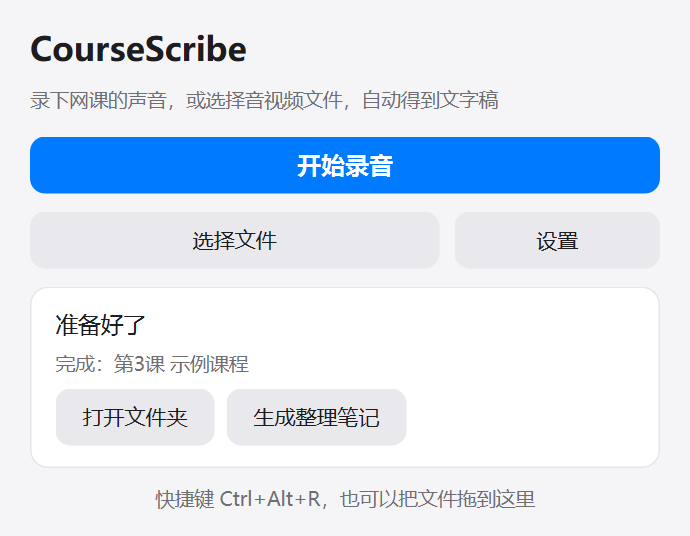 CourseScribe
录下网课的声音，或选择音视频文件，自动得到文字稿
开始录音
选择文件
设置
准备好了
完成：第3课 示例课程
打开文件夹
生成整理笔记
快捷键 Ctrl+Alt+R，也可以把文件拖到这里